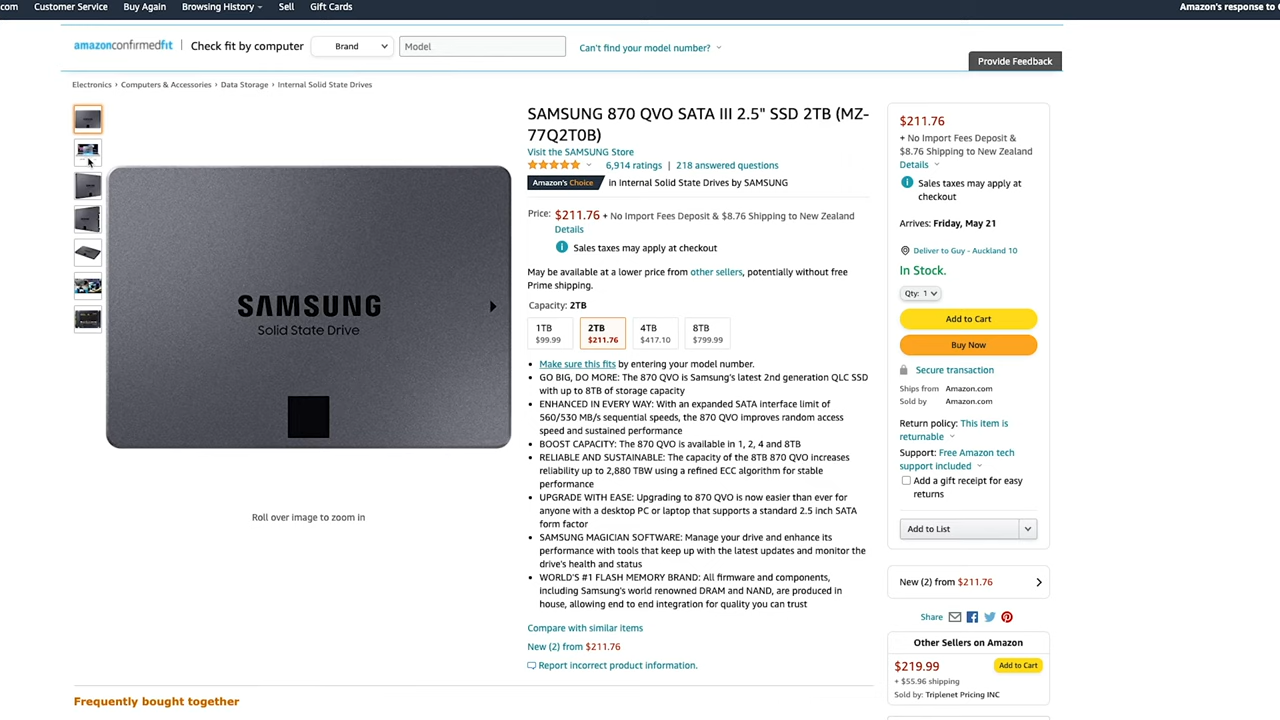 com Customer Service Buy Again Browsing History Sell Gift Cards Amazon's response to
amazonconfirmedfit Check fit by computer Brand Model Can't find your model number?
Provide Feedback
Electronics › Computers & Accessories › Data Storage › Internal Solid State Drives
SAMSUNG 870 QVO SATA III 2.5" SSD 2TB (MZ-
77Q2T0B)
Visit the SAMSUNG Store
6,914 ratings | 218 answered questions
Amazon's Choice in Internal Solid State Drives by SAMSUNG
Price: $211.76 + No Import Fees Deposit & $8.76 Shipping to New Zealand
Details
Sales taxes may apply at checkout
May be available at a lower price from other sellers, potentially without free
Prime shipping.
Capacity: 2TB
1TB 2TB 4TB 8TB
$99.99 $211.76 $417.10 $799.99
• Make sure this fits by entering your model number.
• GO BIG, DO MORE: The 870 QVO is Samsung's latest 2nd generation QLC SSD
with up to 8TB of storage capacity
• ENHANCED IN EVERY WAY: With an expanded SATA interface limit of
560/530 MB/s sequential speeds, the 870 QVO improves random access
speed and sustained performance
• BOOST CAPACITY: The 870 QVO is available in 1, 2, 4 and 8TB
• RELIABLE AND SUSTAINABLE: The capacity of the 8TB 870 QVO increases
reliability up to 2,880 TBW using a refined ECC algorithm for stable
performance
• UPGRADE WITH EASE: Upgrading to 870 QVO is now easier than ever for
anyone with a desktop PC or laptop that supports a standard 2.5 inch SATA
form factor
• SAMSUNG MAGICIAN SOFTWARE: Manage your drive and enhance its
performance with tools that keep up with the latest updates and monitor the
drive's health and status
• WORLD'S #1 FLASH MEMORY BRAND: All firmware and components,
including Samsung's world renowned DRAM and NAND, are produced in
house, allowing end to end integration for quality you can trust
Compare with similar items
New (2) from $211.76
Report incorrect product information.
SAMSUNG
Solid State Drive
Roll over image to zoom in
$211.76
+ No Import Fees Deposit &
$8.76 Shipping to New Zealand
Details
Sales taxes may apply at
checkout
Arrives: Friday, May 21
Deliver to Guy - Auckland 10
In Stock.
Qty: 1
Add to Cart
Buy Now
Secure transaction
Ships from Amazon.com
Sold by Amazon.com
Return policy: This item is
returnable
Support: Free Amazon tech
support included
Add a gift receipt for easy
returns
Add to List
New (2) from $211.76
Share
Other Sellers on Amazon
$219.99 Add to Cart
+ $55.96 shipping
Sold by: Triplenet Pricing INC
Frequently bought together